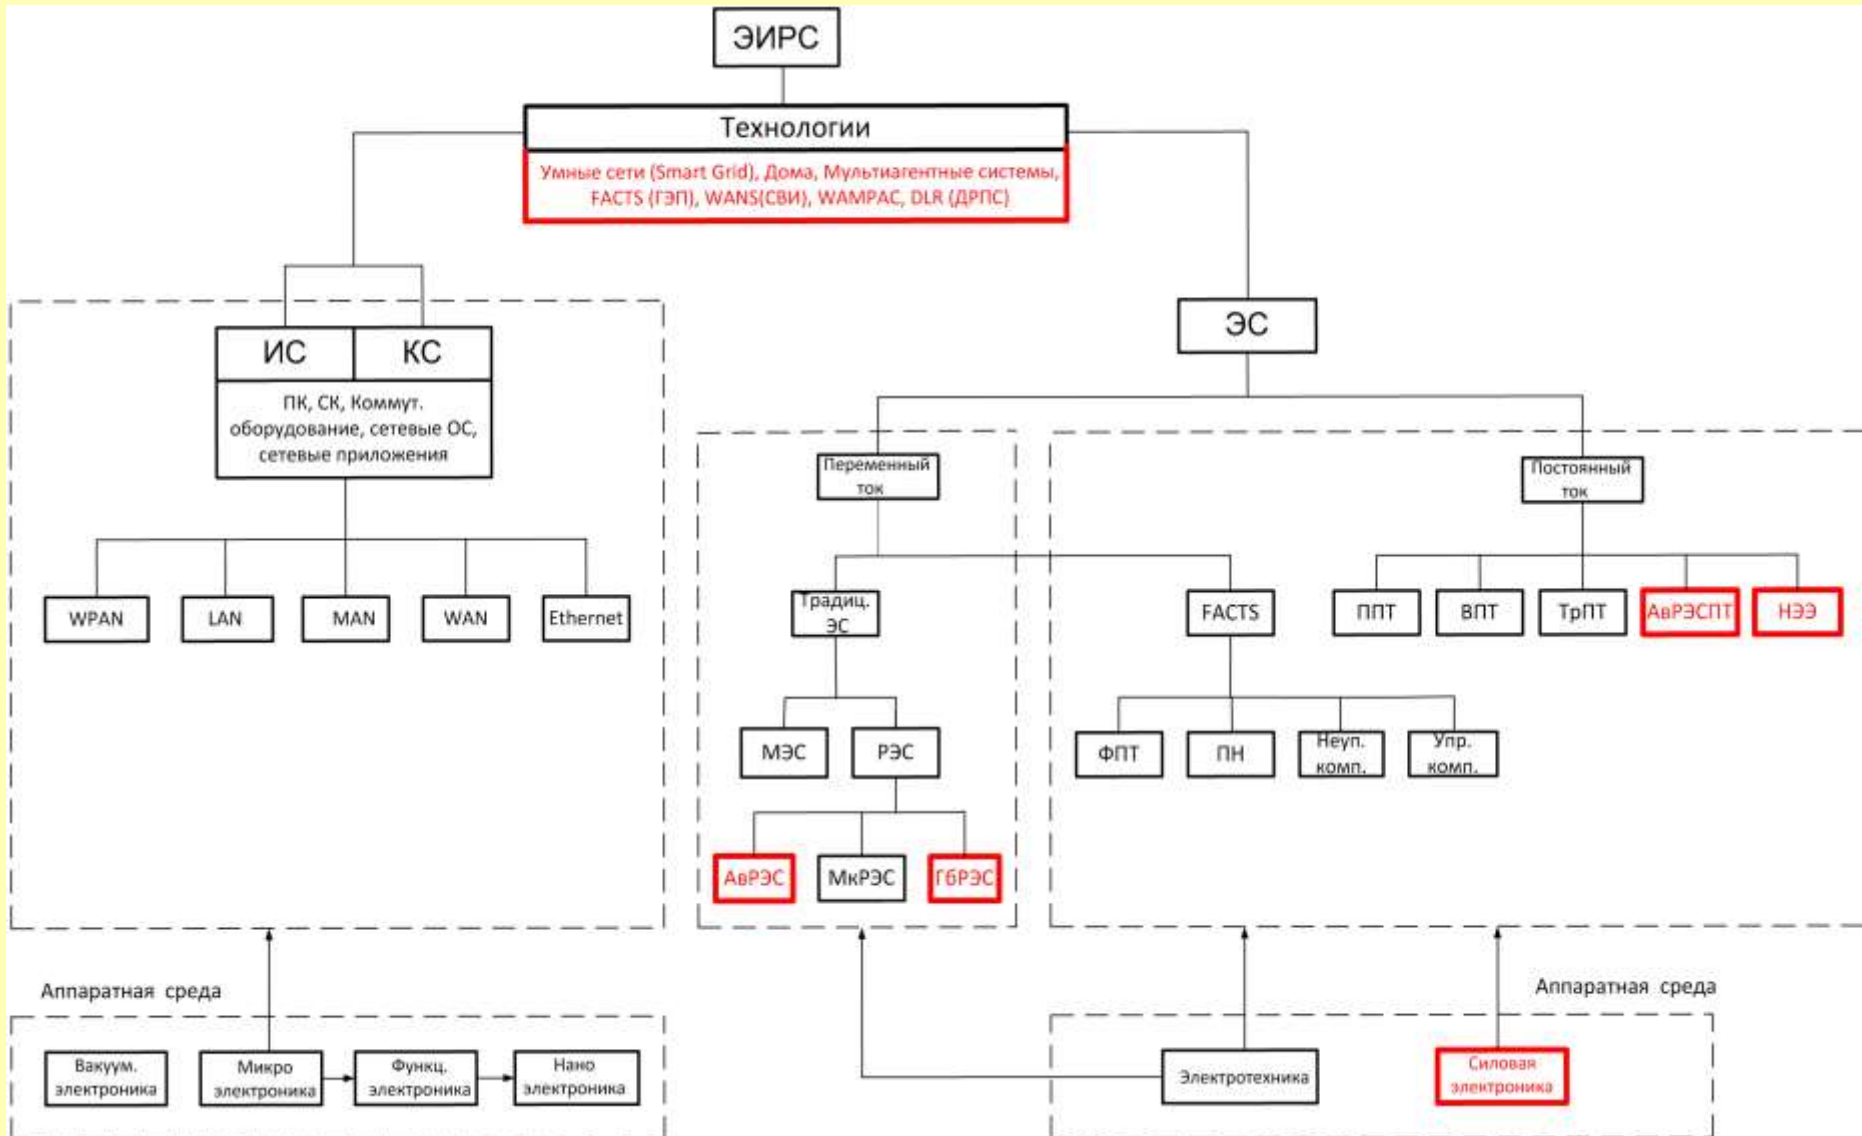 ЭИРС
Технологии
Умные сети (Smart Grid), Дома, Мультиагентные системы,
FACTS (ГЭП), WANS(СВИ), WAMPAC, DLR (ДРПС)
ИС
КС
ПК, СК, Коммут.
оборудование, сетевые ОС,
сетевые приложения
WPAN
LAN
MAN
WAN
Ethernet
ЭС
Переменный
ток
Постоянный
ток
Традиц.
ЭС
FACTS
ППТ
ВПТ
ТрПТ
АвРЭСПТ
НЭЭ
МЭС
РЭС
ФПТ
ПН
Неуп.
комп.
Упр.
комп.
АвРЭС
МкРЭС
ГбРЭС
Аппаратная среда
Аппаратная среда
Вакуум.
электроника
Микро
электроника
Функц.
электроника
Нано
электроника
Электротехника
Силовая
электроника